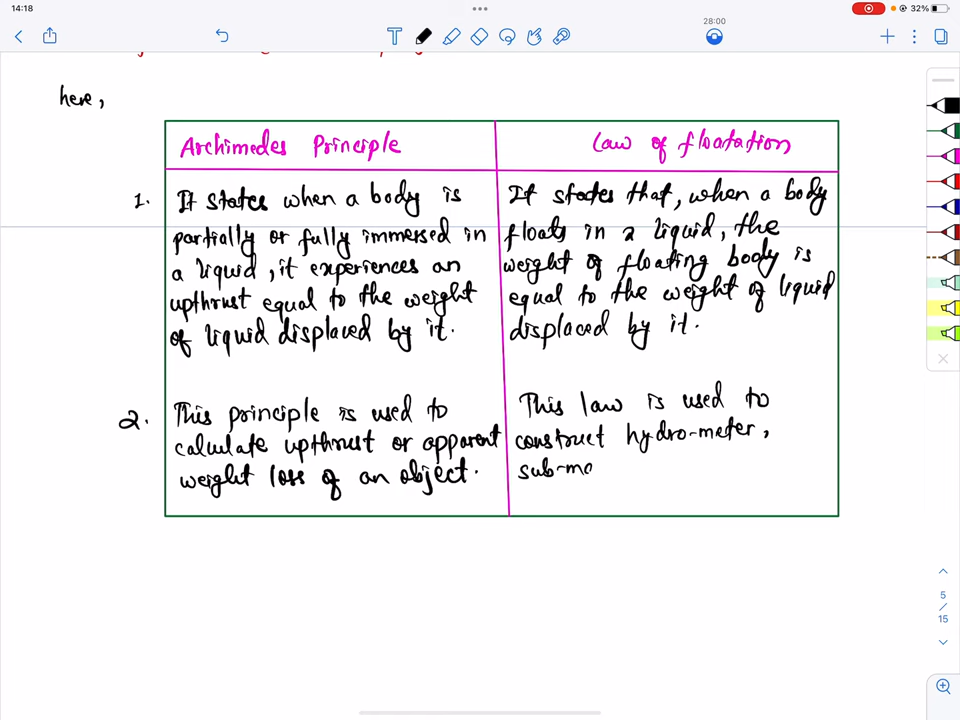 14:18
32%
28:00
here,
Archimedes Principle
Law of floatation
1.
It states when a body is
partially or fully immersed in
a liquid, it experiences an
upthrust equal to the weight
of liquid displaced by it.
It states that, when a body
floats in a liquid, the
weight of floating body is
equal to the weight of liquid
displaced by it.
2.
This principle is used to
calculate upthrust or apparent
weight loss of an object.
This law is used to
construct hydro-meter,
sub-ma
5
/
15